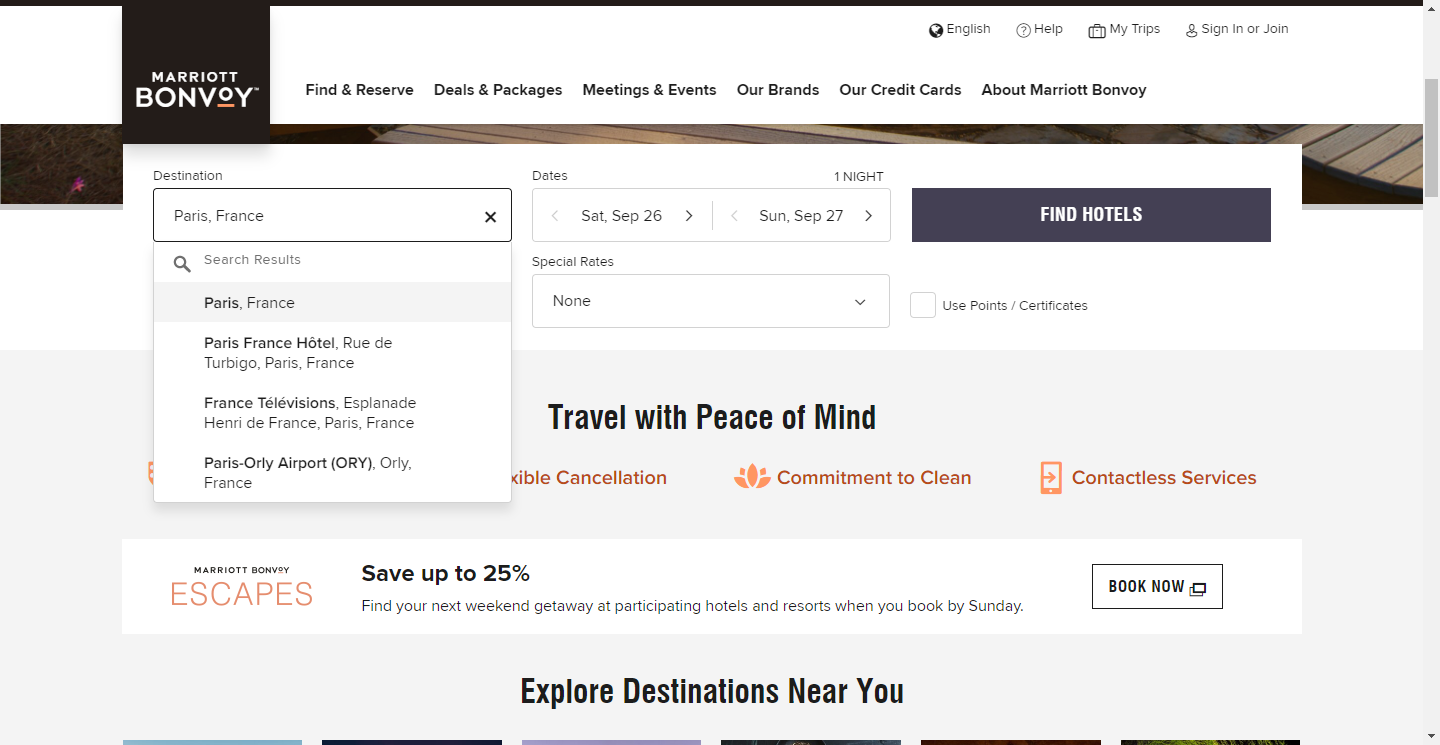 English
Help
My Trips
Sign In or Join
MARRIOTT
BONVOY™
Find & Reserve
Deals & Packages
Meetings & Events
Our Brands
Our Credit Cards
About Marriott Bonvoy
Destination
Paris, France
Dates
1 NIGHT
Sat, Sep 26
Sun, Sep 27
FIND HOTELS
Search Results
Paris, France
Paris France Hôtel, Rue de
Turbigo, Paris, France
France Télévisions, Esplanade
Henri de France, Paris, France
Paris-Orly Airport (ORY), Orly,
France
Special Rates
None
Use Points / Certificates
Travel with Peace of Mind
xible Cancellation
Commitment to Clean
Contactless Services
MARRIOTT BONVOY
ESCAPES
Save up to 25%
Find your next weekend getaway at participating hotels and resorts when you book by Sunday.
BOOK NOW
Explore Destinations Near You